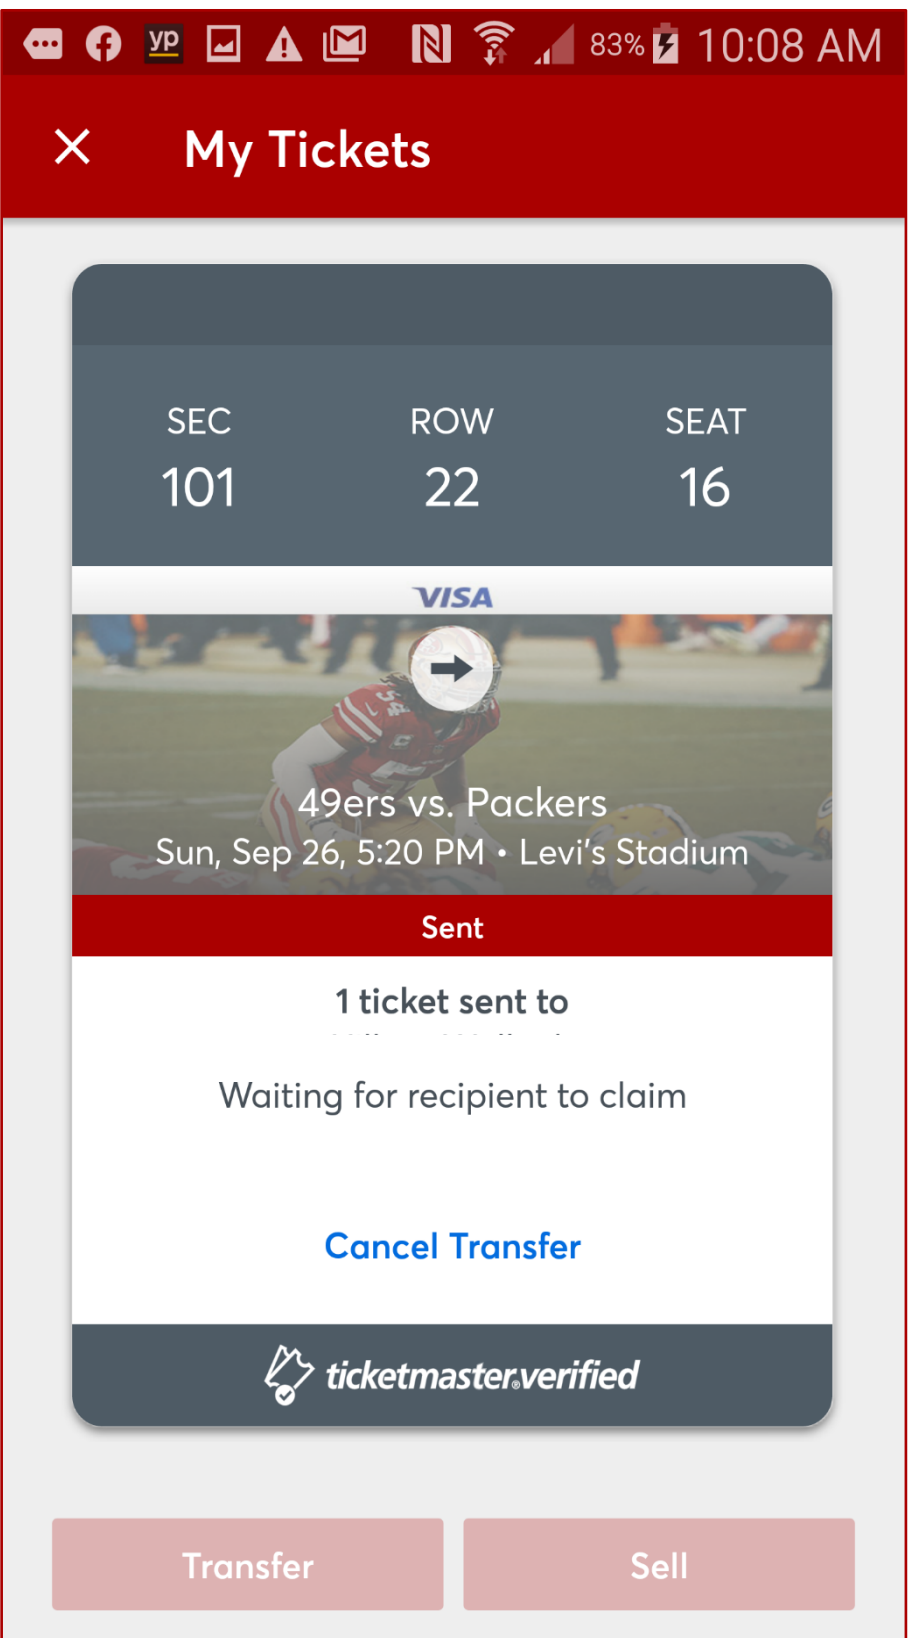 yp 83% 10:08 AM
My Tickets
SEC ROW SEAT
101 22 16
VISA
54
49ers vs. Packers
Sun, Sep 26, 5:20 PM • Levi's Stadium
Sent
1 ticket sent to
Waiting for recipient to claim
Cancel Transfer
ticketmaster®verified
Transfer Sell